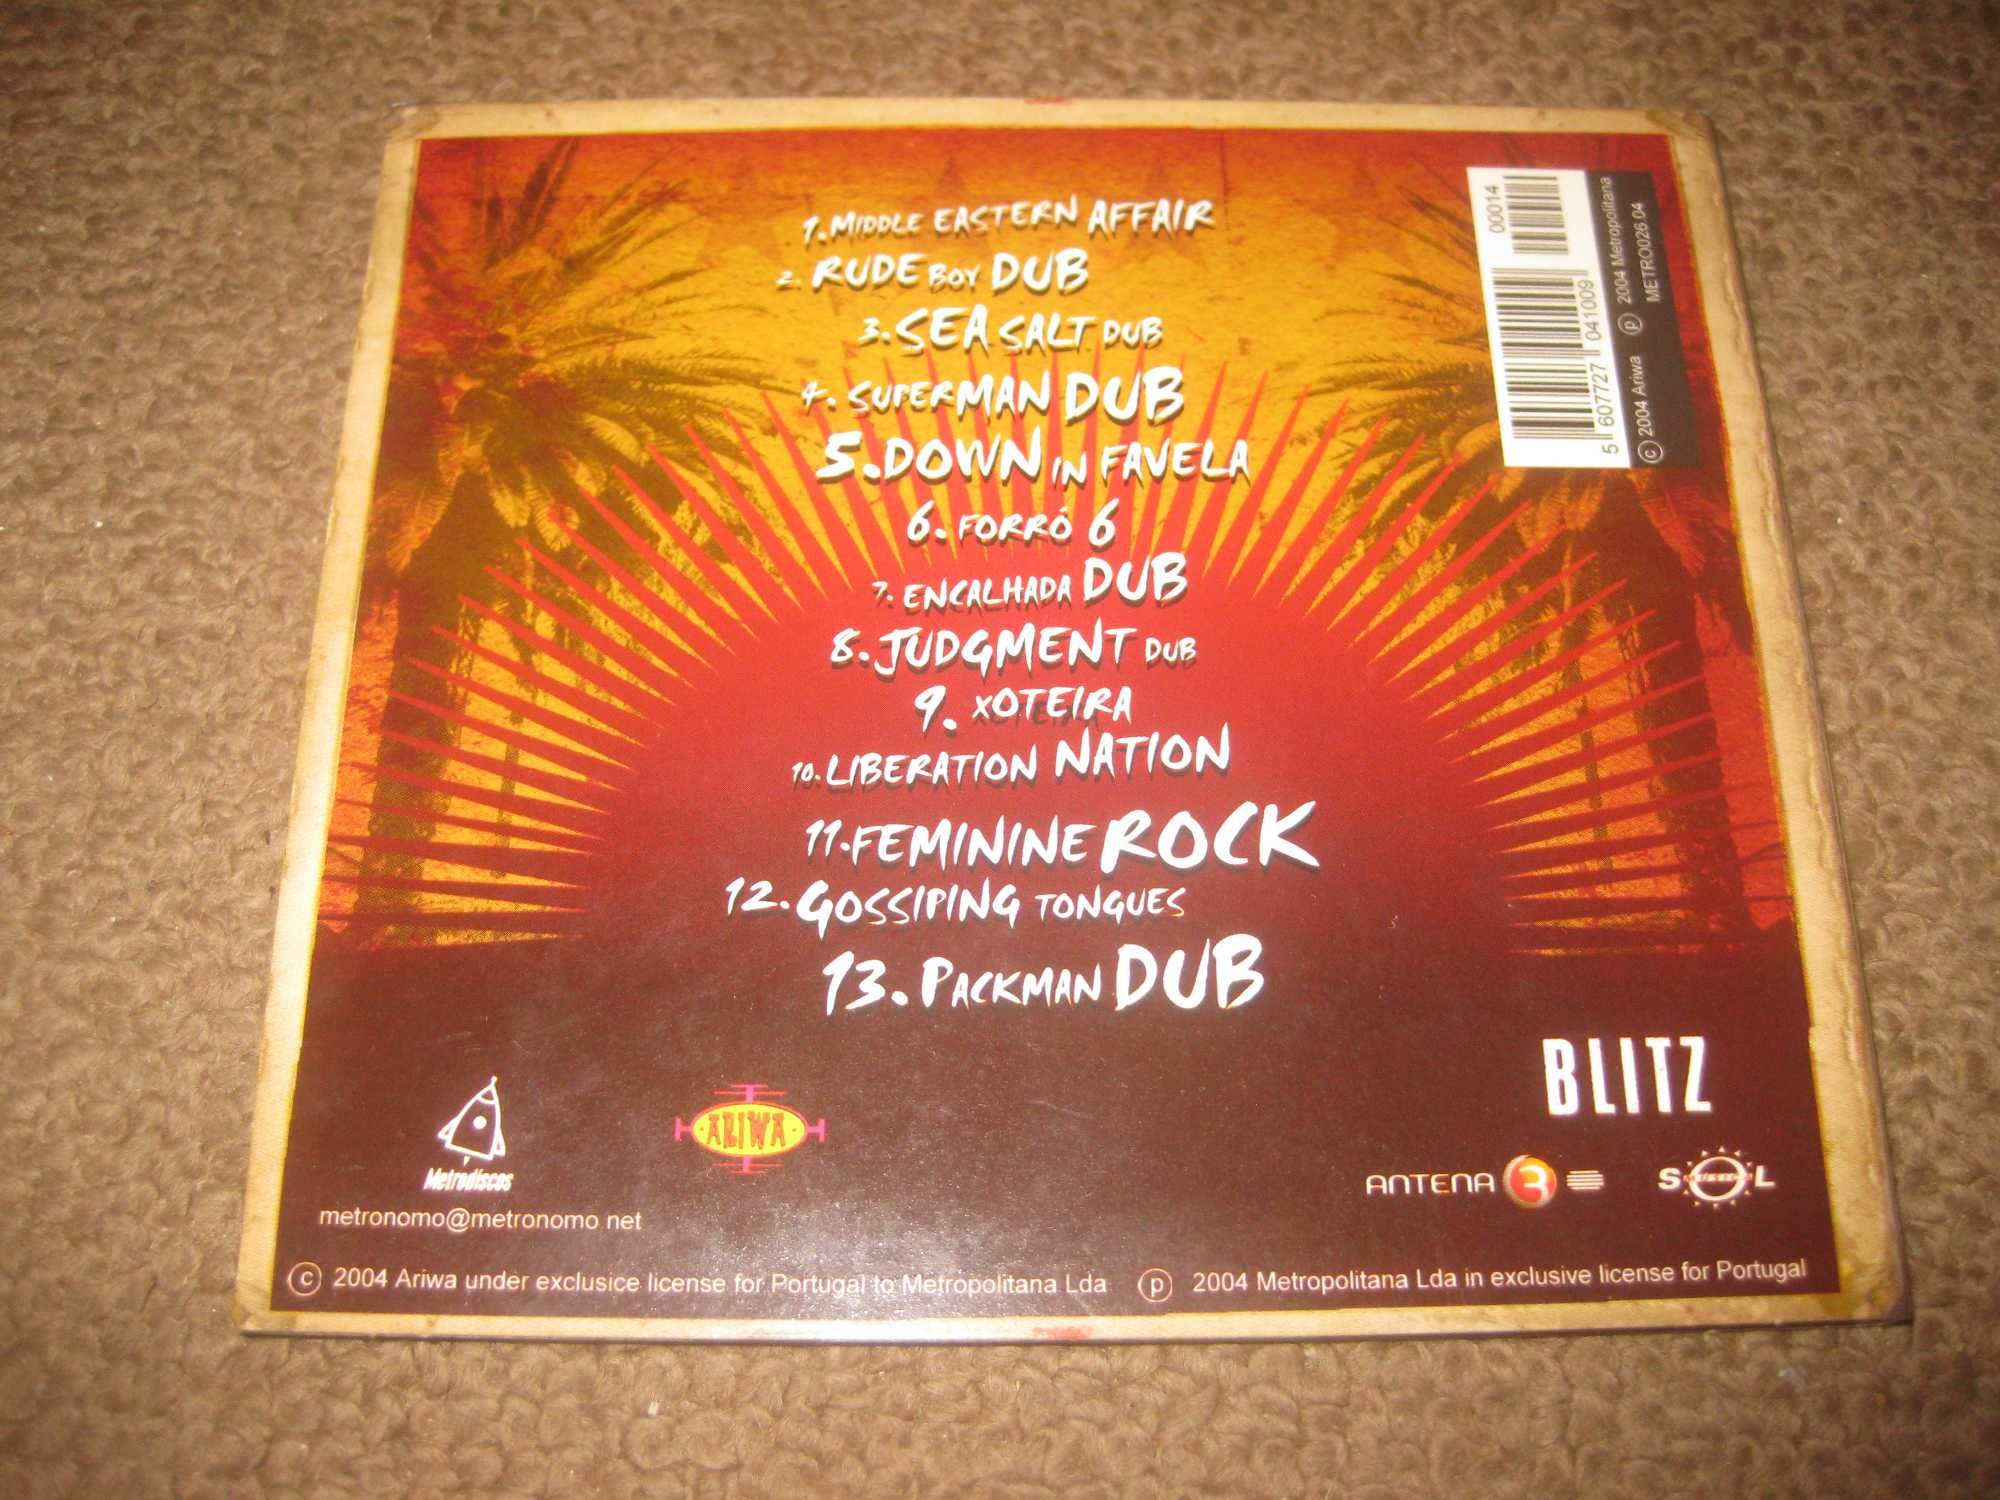 1. MIDDLE EASTERN AFFAIR
2. RUDE BOY DUB
3. SEA SALT DUB
4. SUPERMAN DUB
5. DOWN IN FAVELA
6. FORRÓ 6
7. ENCALHADA DUB
8. JUDGMENT DUB
9. XOTEIRA
10. LIBERATION NATION
11. FEMININE ROCK
12. GOSSIPING TONGUES
13. PACKMAN DUB
00014
5 607727 041009
© 2004 Ariwa ℗ 2004 Metropolitana
METRO026 04
BLITZ
Metrodiscos
ARIWA
ANTENA 3
SOL
MUSICA
metronomo@metronomo.net
© 2004 Ariwa under exclusice license for Portugal to Metropolitana Lda ℗ 2004 Metropolitana Lda in exclusive license for Portugal